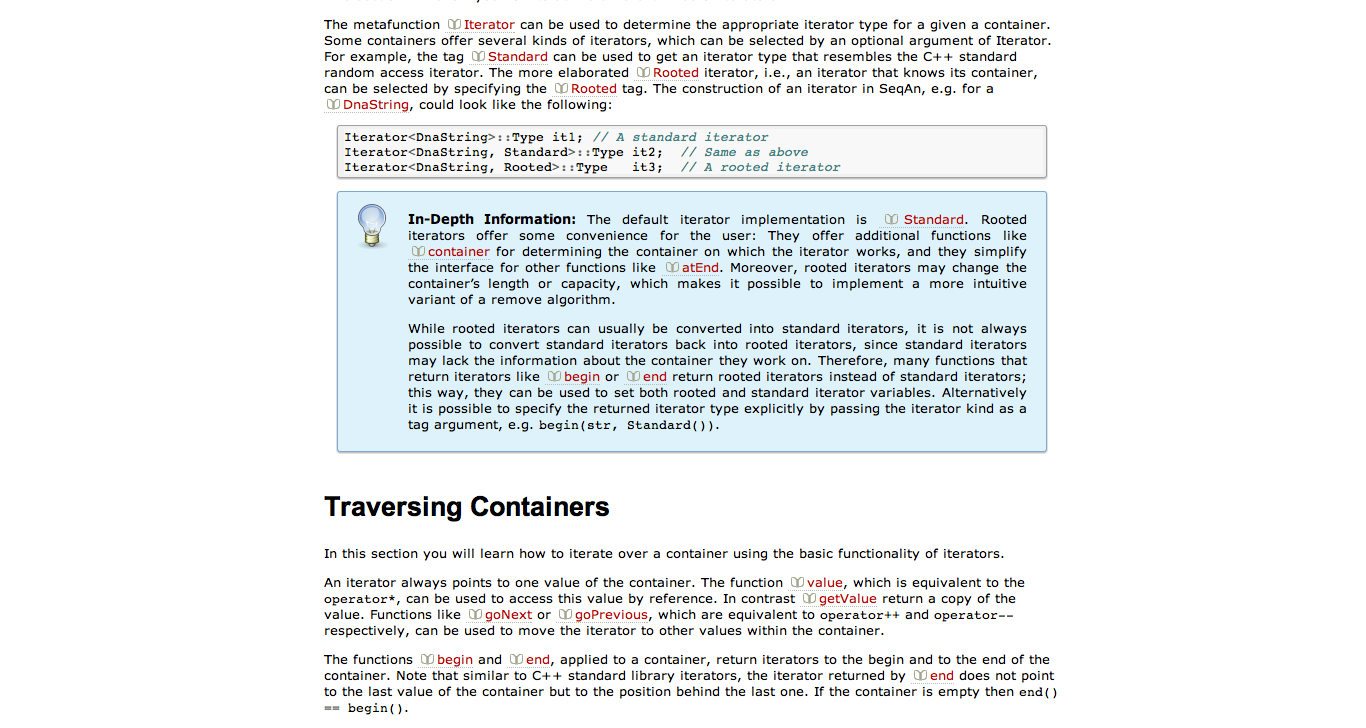 The metafunction Iterator can be used to determine the appropriate iterator type for a given a container.
Some containers offer several kinds of iterators, which can be selected by an optional argument of Iterator.
For example, the tag Standard can be used to get an iterator type that resembles the C++ standard
random access iterator. The more elaborated Rooted iterator, i.e., an iterator that knows its container,
can be selected by specifying the Rooted tag. The construction of an iterator in SeqAn, e.g. for a
DnaString, could look like the following:
Iterator<DnaString>::Type it1; // A standard iterator
Iterator<DnaString, Standard>::Type it2;  // Same as above
Iterator<DnaString, Rooted>::Type   it3;  // A rooted iterator
In-Depth Information: The default iterator implementation is Standard. Rooted
iterators offer some convenience for the user: They offer additional functions like
container for determining the container on which the iterator works, and they simplify
the interface for other functions like atEnd. Moreover, rooted iterators may change the
container's length or capacity, which makes it possible to implement a more intuitive
variant of a remove algorithm.
While rooted iterators can usually be converted into standard iterators, it is not always
possible to convert standard iterators back into rooted iterators, since standard iterators
may lack the information about the container they work on. Therefore, many functions that
return iterators like begin or end return rooted iterators instead of standard iterators;
this way, they can be used to set both rooted and standard iterator variables. Alternatively
it is possible to specify the returned iterator type explicitly by passing the iterator kind as a
tag argument, e.g. begin(str, Standard()).
Traversing Containers
In this section you will learn how to iterate over a container using the basic functionality of iterators.
An iterator always points to one value of the container. The function value, which is equivalent to the
operator*, can be used to access this value by reference. In contrast getValue return a copy of the
value. Functions like goNext or goPrevious, which are equivalent to operator++ and operator--
respectively, can be used to move the iterator to other values within the container.
The functions begin and end, applied to a container, return iterators to the begin and to the end of the
container. Note that similar to C++ standard library iterators, the iterator returned by end does not point
to the last value of the container but to the position behind the last one. If the container is empty then end()
== begin().